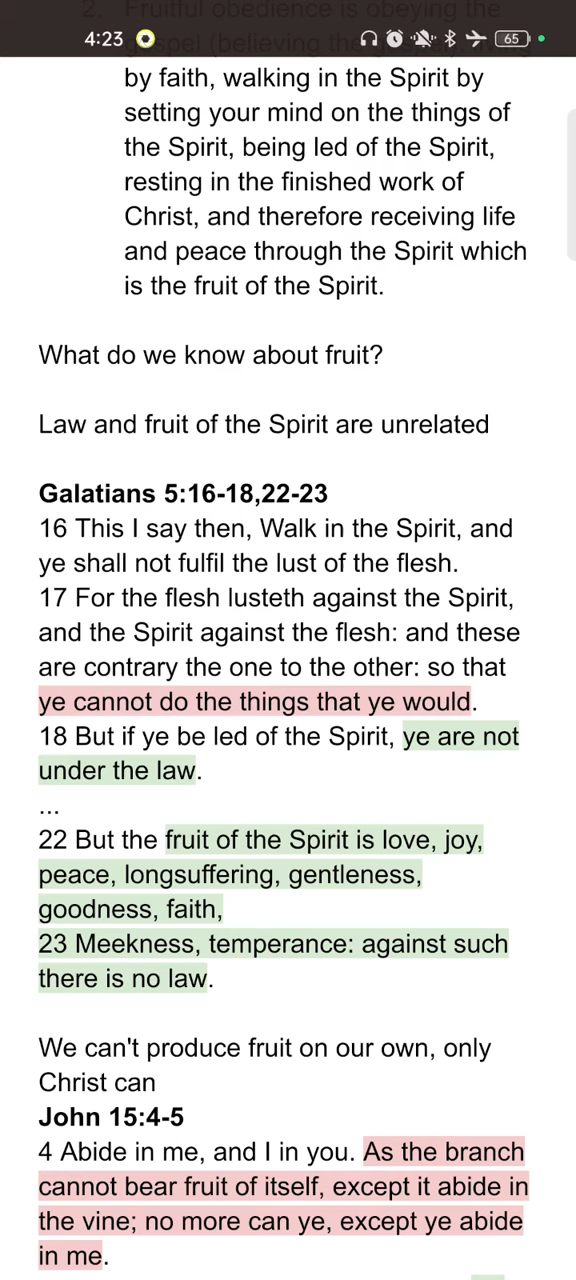 2. Fruitful obedience is obeying the
4:23
65
gospel (believing the
by faith, walking in the Spirit by
setting your mind on the things of
the Spirit, being led of the Spirit,
resting in the finished work of
Christ, and therefore receiving life
and peace through the Spirit which
is the fruit of the Spirit.
What do we know about fruit?
Law and fruit of the Spirit are unrelated
Galatians 5:16-18,22-23
16 This I say then, Walk in the Spirit, and
ye shall not fulfil the lust of the flesh.
17 For the flesh lusteth against the Spirit,
and the Spirit against the flesh: and these
are contrary the one to the other: so that
ye cannot do the things that ye would.
18 But if ye be led of the Spirit, ye are not
under the law.
...
22 But the fruit of the Spirit is love, joy,
peace, longsuffering, gentleness,
goodness, faith,
23 Meekness, temperance: against such
there is no law.
We can't produce fruit on our own, only
Christ can
John 15:4-5
4 Abide in me, and I in you. As the branch
cannot bear fruit of itself, except it abide in
the vine; no more can ye, except ye abide
in me.